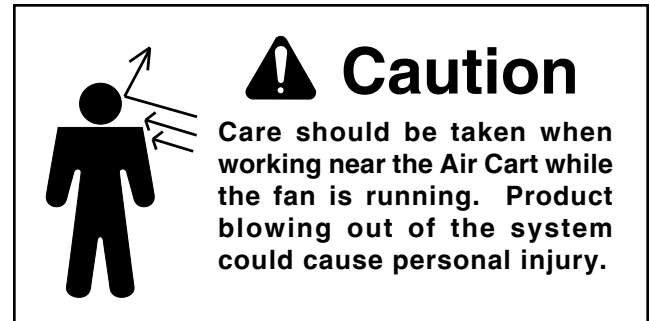 Caution
Care should be taken when
working near the Air Cart while
the fan is running. Product
blowing out of the system
could cause personal injury.